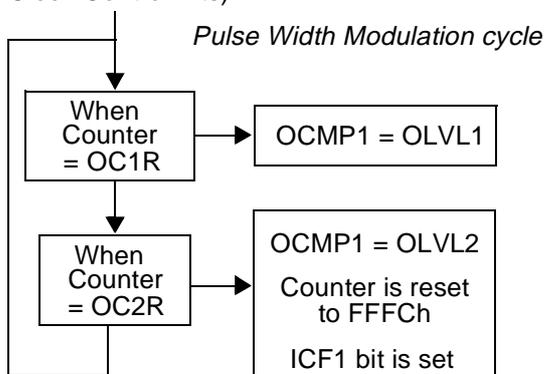 Pulse Width Modulation cycle
When
Counter
= OC1R
OCMP1 = OLVL1
When
Counter
= OC2R
OCMP1 = OLVL2
Counter is reset
to FFFCh
ICF1 bit is set